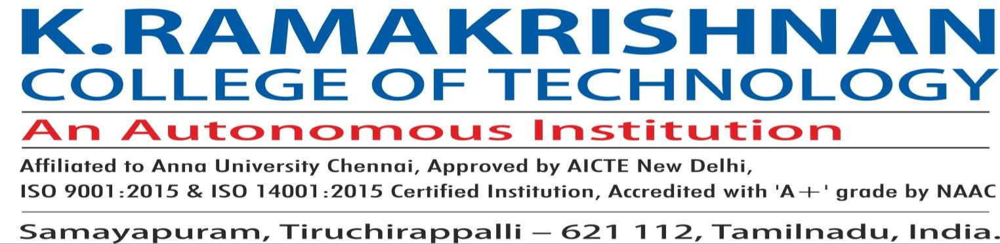 K.RAMAKRISHNAN
COLLEGE OF TECHNOLOGY
An Autonomous Institution
Affiliated to Anna University Chennai, Approved by AICTE New Delhi,
ISO 9001:2015 & ISO 14001:2015 Certified Institution, Accredited with 'A+' grade by NAAC
Samayapuram, Tiruchirappalli – 621 112, Tamilnadu, India.